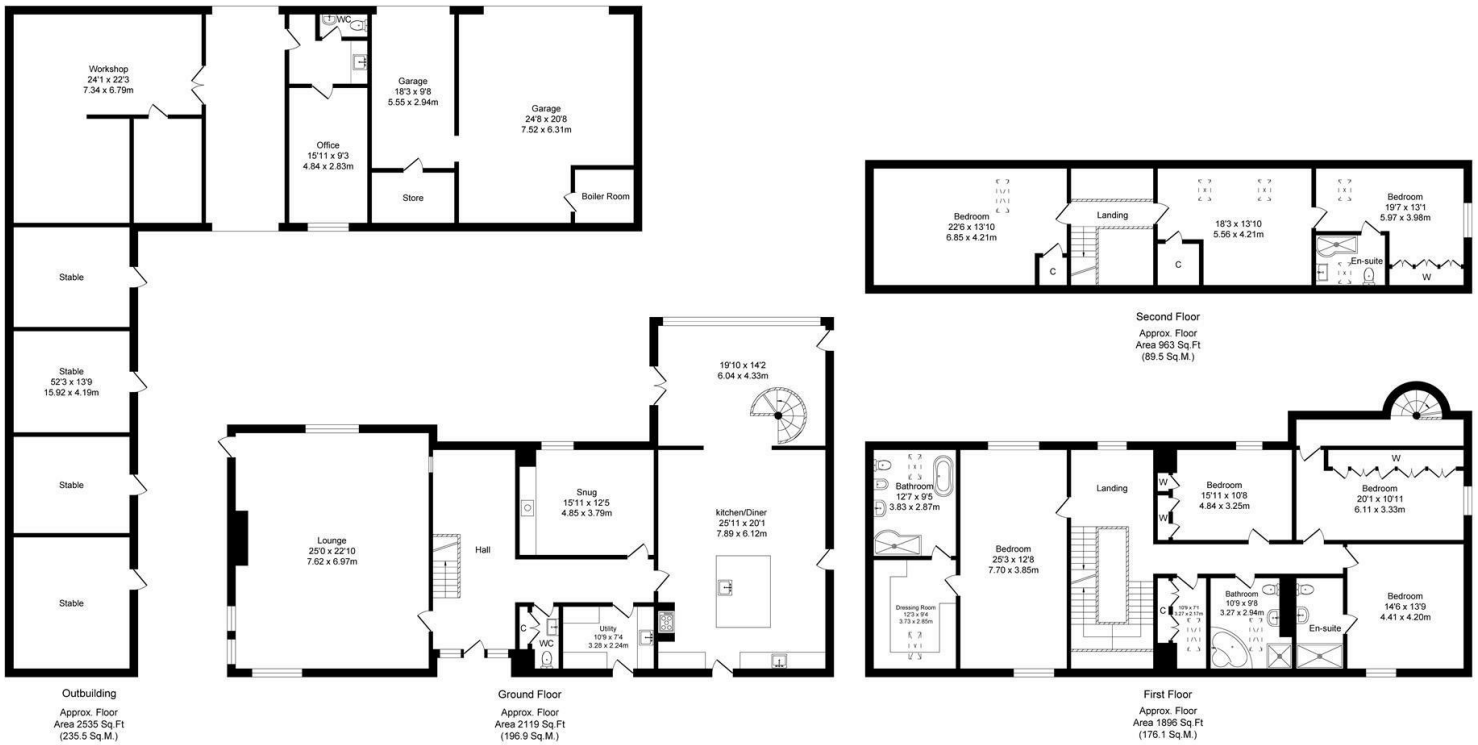 WC
Workshop
24'1 x 22'3
7.34 x 6.79m
Garage
18'3 x 9'8
5.55 x 2.94m
Garage
24'8 x 20'8
7.52 x 6.31m
Office
15'11 x 9'3
4.84 x 2.83m
Store
Boiler Room
Stable
Stable
52'3 x 13'9
15.92 x 4.19m
Stable
Stable
Outbuilding
Approx. Floor
Area 2535 Sq.Ft
(235.5 Sq.M.)
19'10 x 14'2
6.04 x 4.33m
Snug
15'11 x 12'5
4.85 x 3.79m
kitchen/Diner
25'11 x 20'1
7.89 x 6.12m
Lounge
25'0 x 22'10
7.62 x 6.97m
Hall
C
WC
Utility
10'9 x 7'4
3.28 x 2.24m
Ground Floor
Approx. Floor
Area 2119 Sq.Ft
(196.9 Sq.M.)
Bedroom
22'6 x 13'10
6.85 x 4.21m
C
Landing
18'3 x 13'10
5.56 x 4.21m
C
Bedroom
19'7 x 13'1
5.97 x 3.98m
En-suite
W
Second Floor
Approx. Floor
Area 963 Sq.Ft
(89.5 Sq.M.)
Bathroom
12'7 x 9'5
3.83 x 2.87m
Landing
W
W
Bedroom
15'11 x 10'8
4.84 x 3.25m
W
Bedroom
20'1 x 10'11
6.11 x 3.33m
Bedroom
25'3 x 12'8
7.70 x 3.85m
Dressing Room
12'3 x 9'4
3.73 x 2.85m
C
10'9 x 7'1
3.27 x 2.17m
Bathroom
10'9 x 9'8
3.27 x 2.94m
En-suite
Bedroom
14'6 x 13'9
4.41 x 4.20m
First Floor
Approx. Floor
Area 1896 Sq.Ft
(176.1 Sq.M.)